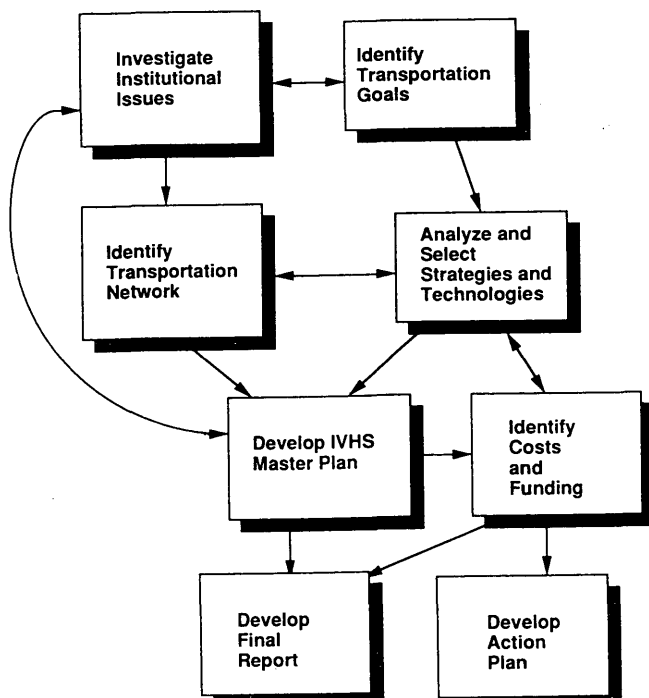 Investigate
Institutional
Issues
Identify
Transportation
Goals
Identify
Transportation
Network
Analyze and
Select
Strategies and
Technologies
Develop IVHS
Master Plan
Identify
Costs
and
Funding
Develop
Final
Report
Develop
Action
Plan